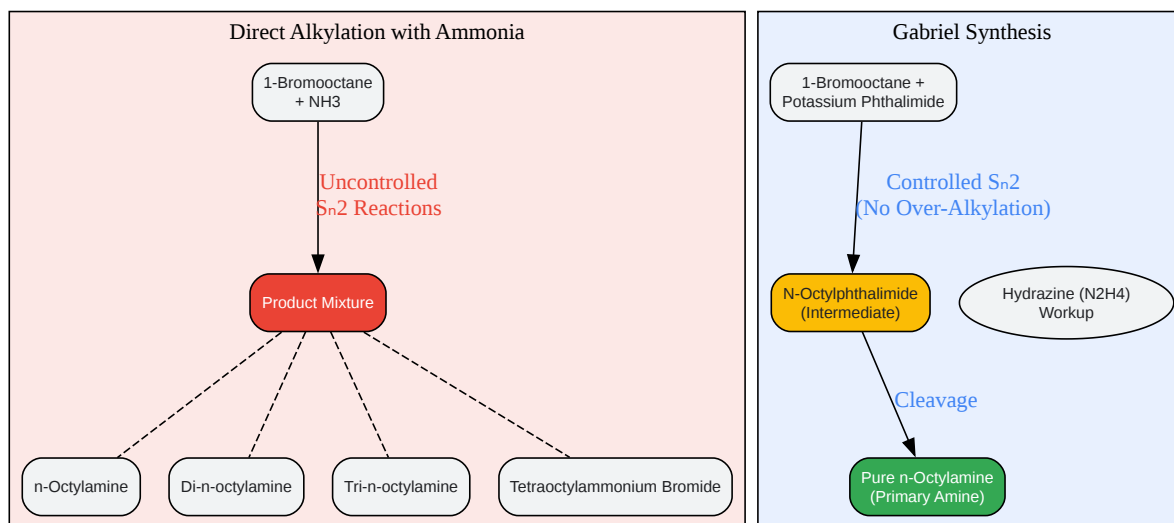 Direct Alkylation with Ammonia
1-Bromooctane
+ NH3
Uncontrolled
Sₙ2 Reactions
Product Mixture
n-Octylamine
Di-n-octylamine
Tri-n-octylamine
Tetraoctylammonium Bromide
Gabriel Synthesis
1-Bromooctane +
Potassium Phthalimide
Controlled Sₙ2
(No Over-Alkylation)
N-Octylphthalimide
(Intermediate)
Hydrazine (N2H4)
Workup
Cleavage
Pure n-Octylamine
(Primary Amine)